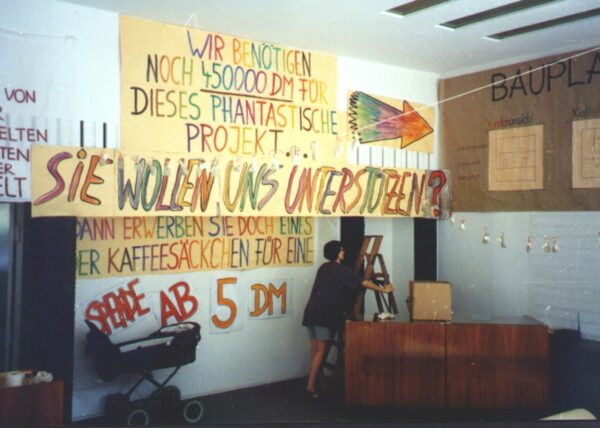 VON
R
ELTEN
TEN
ELT
WIR BENÖTIGEN
NOCH 450000 DM FÜR
DIESES PHANTASTISCHE
PROJEKT...
SIE WOLLEN UNS UNTERSTÜTZEN?
DANN ERWERBEN SIE DOCH EINES
DER KAFFEESÄCKCHEN FÜR EINE
SPENDE AB 5 DM
BAUPLA